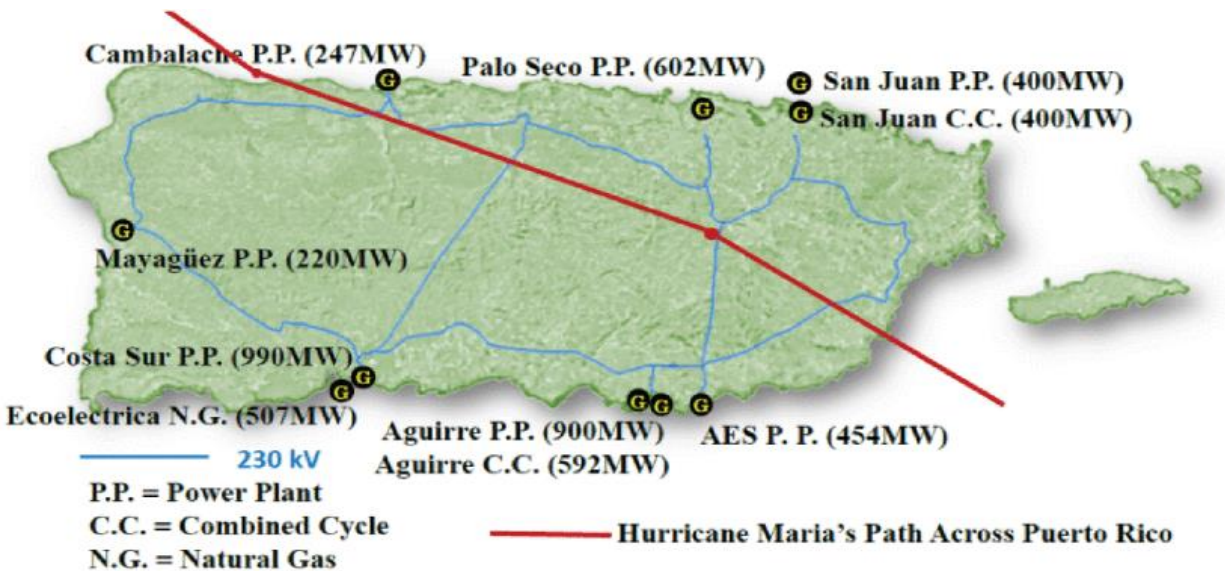 Cambalache P.P. (247MW)
Palo Seco P.P. (602MW)
G San Juan P.P. (400MW)
G San Juan C.C. (400MW)
G
G
G
Mayagüez P.P. (220MW)
Costa Sur P.P. (990MW)
G
G
Ecoelectrica N.G. (507MW)
G
G
G
Aguirre P.P. (900MW)
AES P. P. (454MW)
Aguirre C.C. (592MW)
230 kV
P.P. = Power Plant
C.C. = Combined Cycle
N.G. = Natural Gas
Hurricane Maria's Path Across Puerto Rico